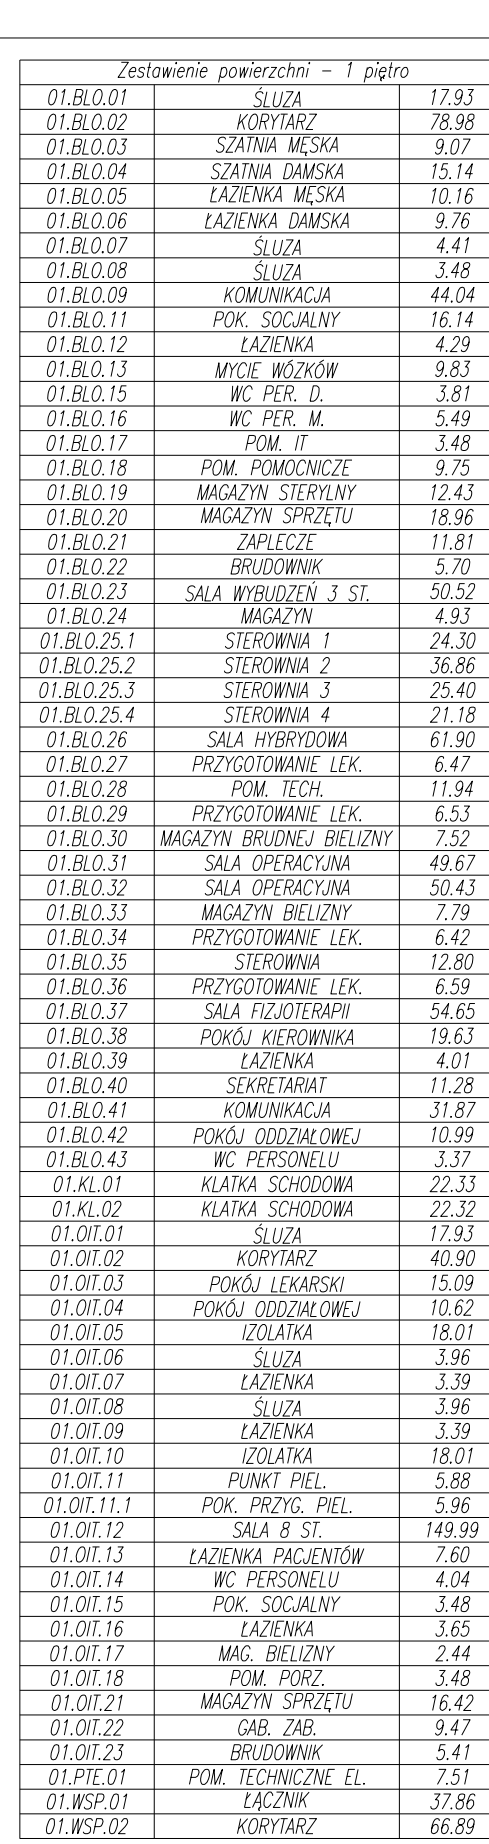 Zestawienie powierzchni - 1 piętro
01.BLO.01 ŚLUZA 17.93
01.BLO.02 KORYTARZ 78.98
01.BLO.03 SZATNIA MĘSKA 9.07
01.BLO.04 SZATNIA DAMSKA 15.14
01.BLO.05 ŁAZIENKA MĘSKA 10.16
01.BLO.06 ŁAZIENKA DAMSKA 9.76
01.BLO.07 ŚLUZA 4.41
01.BLO.08 ŚLUZA 3.48
01.BLO.09 KOMUNIKACJA 44.04
01.BLO.11 POK. SOCJALNY 16.14
01.BLO.12 ŁAZIENKA 4.29
01.BLO.13 MYCIE WÓZKÓW 9.83
01.BLO.15 WC PER. D. 3.81
01.BLO.16 WC PER. M. 5.49
01.BLO.17 POM. IT 3.48
01.BLO.18 POM. POMOCNICZE 9.75
01.BLO.19 MAGAZYN STERYLNY 12.43
01.BLO.20 MAGAZYN SPRZĘTU 18.96
01.BLO.21 ZAPLECZE 11.81
01.BLO.22 BRUDOWNIK 5.70
01.BLO.23 SALA WYBUDZEŃ 3 ST. 50.52
01.BLO.24 MAGAZYN 4.93
01.BLO.25.1 STEROWNIA 1 24.30
01.BLO.25.2 STEROWNIA 2 36.86
01.BLO.25.3 STEROWNIA 3 25.40
01.BLO.25.4 STEROWNIA 4 21.18
01.BLO.26 SALA HYBRYDOWA 61.90
01.BLO.27 PRZYGOTOWANIE LEK. 6.47
01.BLO.28 POM. TECH. 11.94
01.BLO.29 PRZYGOTOWANIE LEK. 6.53
01.BLO.30 MAGAZYN BRUDNEJ BIELIZNY 7.52
01.BLO.31 SALA OPERACYJNA 49.67
01.BLO.32 SALA OPERACYJNA 50.43
01.BLO.33 MAGAZYN BIELIZNY 7.79
01.BLO.34 PRZYGOTOWANIE LEK. 6.42
01.BLO.35 STEROWNIA 12.80
01.BLO.36 PRZYGOTOWANIE LEK. 6.59
01.BLO.37 SALA FIZJOTERAPII 54.65
01.BLO.38 POKÓJ KIEROWNIKA 19.63
01.BLO.39 ŁAZIENKA 4.01
01.BLO.40 SEKRETARIAT 11.28
01.BLO.41 KOMUNIKACJA 31.87
01.BLO.42 POKÓJ ODDZIAŁOWEJ 10.99
01.BLO.43 WC PERSONELU 3.37
01.KL.01 KLATKA SCHODOWA 22.33
01.KL.02 KLATKA SCHODOWA 22.32
01.OIT.01 ŚLUZA 17.93
01.OIT.02 KORYTARZ 40.90
01.OIT.03 POKÓJ LEKARSKI 15.09
01.OIT.04 POKÓJ ODDZIAŁOWEJ 10.62
01.OIT.05 IZOLATKA 18.01
01.OIT.06 ŚLUZA 3.96
01.OIT.07 ŁAZIENKA 3.39
01.OIT.08 ŚLUZA 3.96
01.OIT.09 ŁAZIENKA 3.39
01.OIT.10 IZOLATKA 18.01
01.OIT.11 PUNKT PIEL. 5.88
01.OIT.11.1 POK. PRZYG. PIEL. 5.96
01.OIT.12 SALA 8 ST. 149.99
01.OIT.13 ŁAZIENKA PACJENTÓW 7.60
01.OIT.14 WC PERSONELU 4.04
01.OIT.15 POK. SOCJALNY 3.48
01.OIT.16 ŁAZIENKA 3.65
01.OIT.17 MAG. BIELIZNY 2.44
01.OIT.18 POM. PORZ. 3.48
01.OIT.21 MAGAZYN SPRZĘTU 16.42
01.OIT.22 GAB. ZAB. 9.47
01.OIT.23 BRUDOWNIK 5.41
01.PTE.01 POM. TECHNICZNE EL. 7.51
01.WSP.01 ŁĄCZNIK 37.86
01.WSP.02 KORYTARZ 66.89